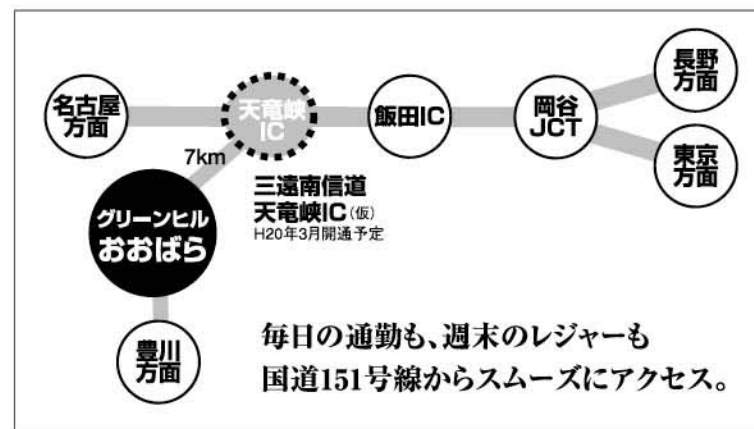 名古屋
方面
天竜峡
IC
飯田IC
岡谷
JCT
長野
方面
東京
方面
7km
グリーンヒル
おおばら
三遠南信道
天竜峡IC(仮)
H20年3月開通予定
豊川
方面
毎日の通勤も、週末のレジャーも
国道151号線からスムーズにアクセス。